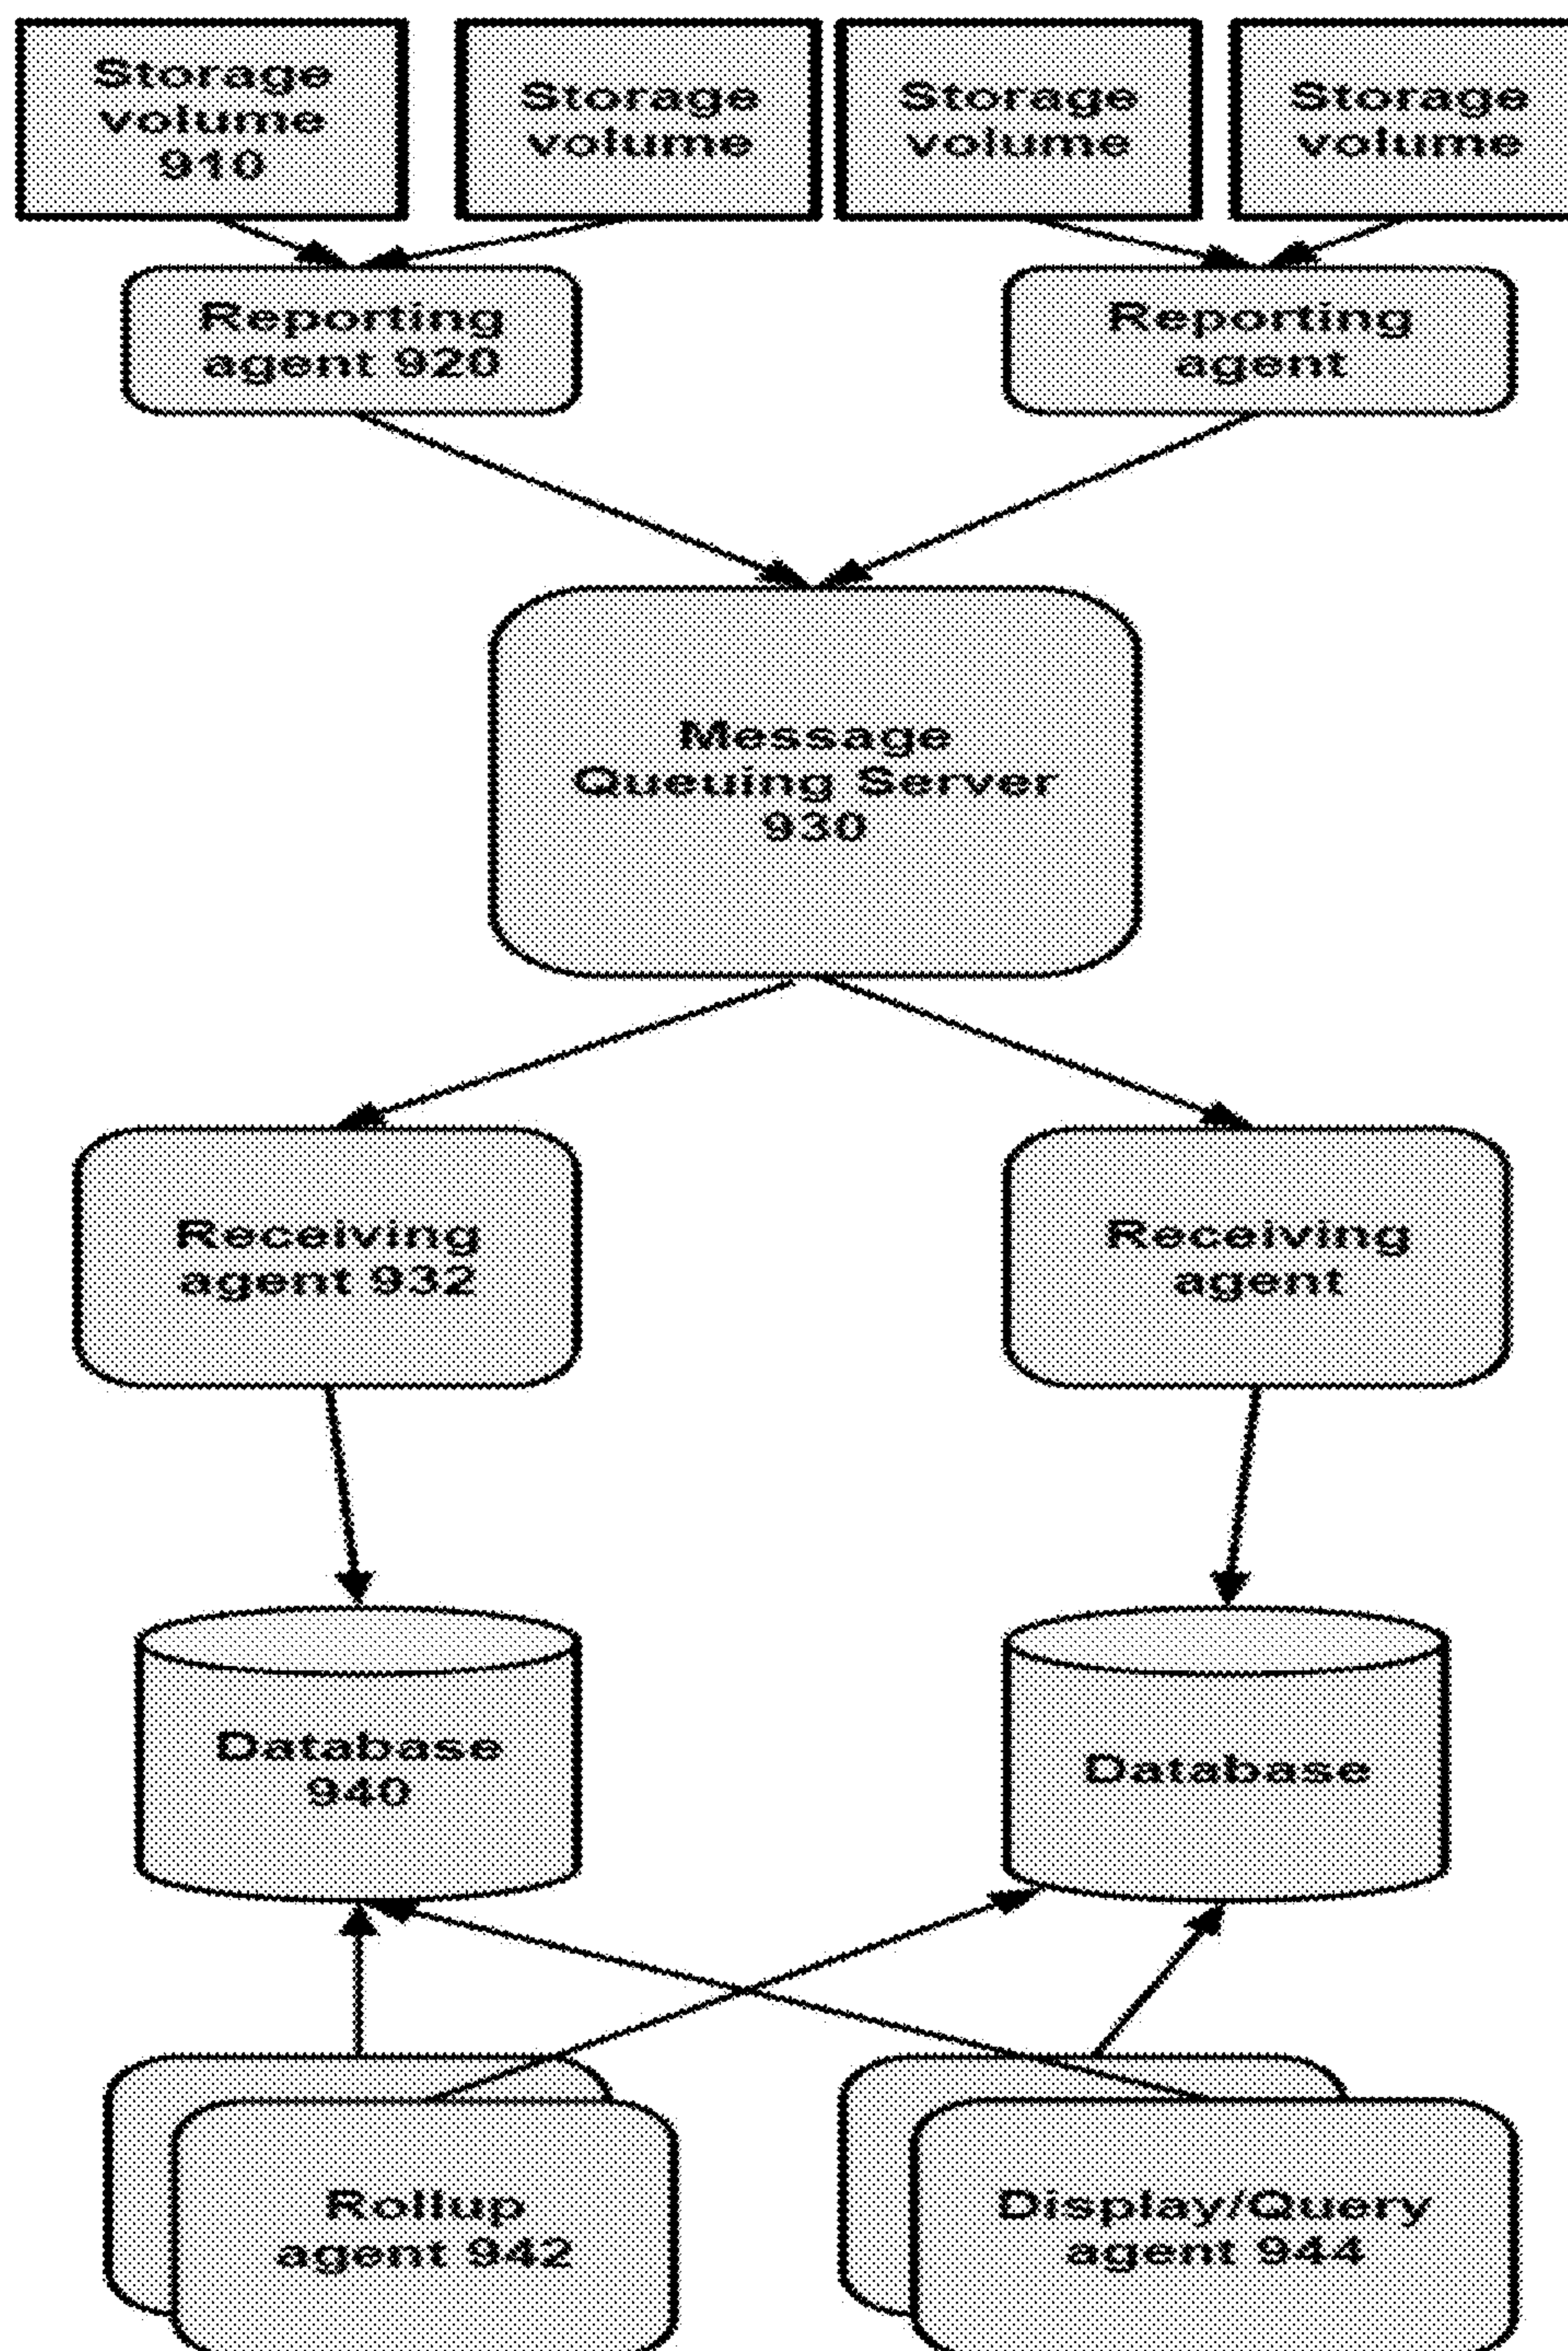 Storage
volume
910
Storage
volume
Storage
volume
Storage
volume
Reporting
agent 920
Reporting
agent
Message
Queuing Server
930
Receiving
agent 932
Receiving
agent
Database
940
Database
Rollup
agent 942
Display/Query
agent 944